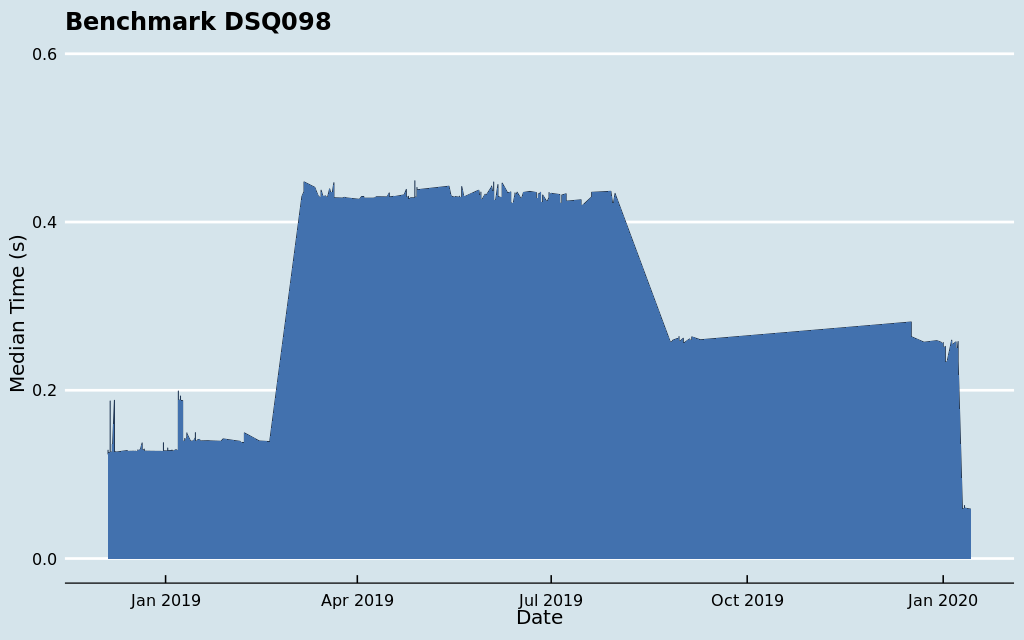 Benchmark DSQ098
0.6
0.4
0.2
0.0
Median Time (s)
Jan 2019
Apr 2019
Jul 2019
Oct 2019
Jan 2020
Date